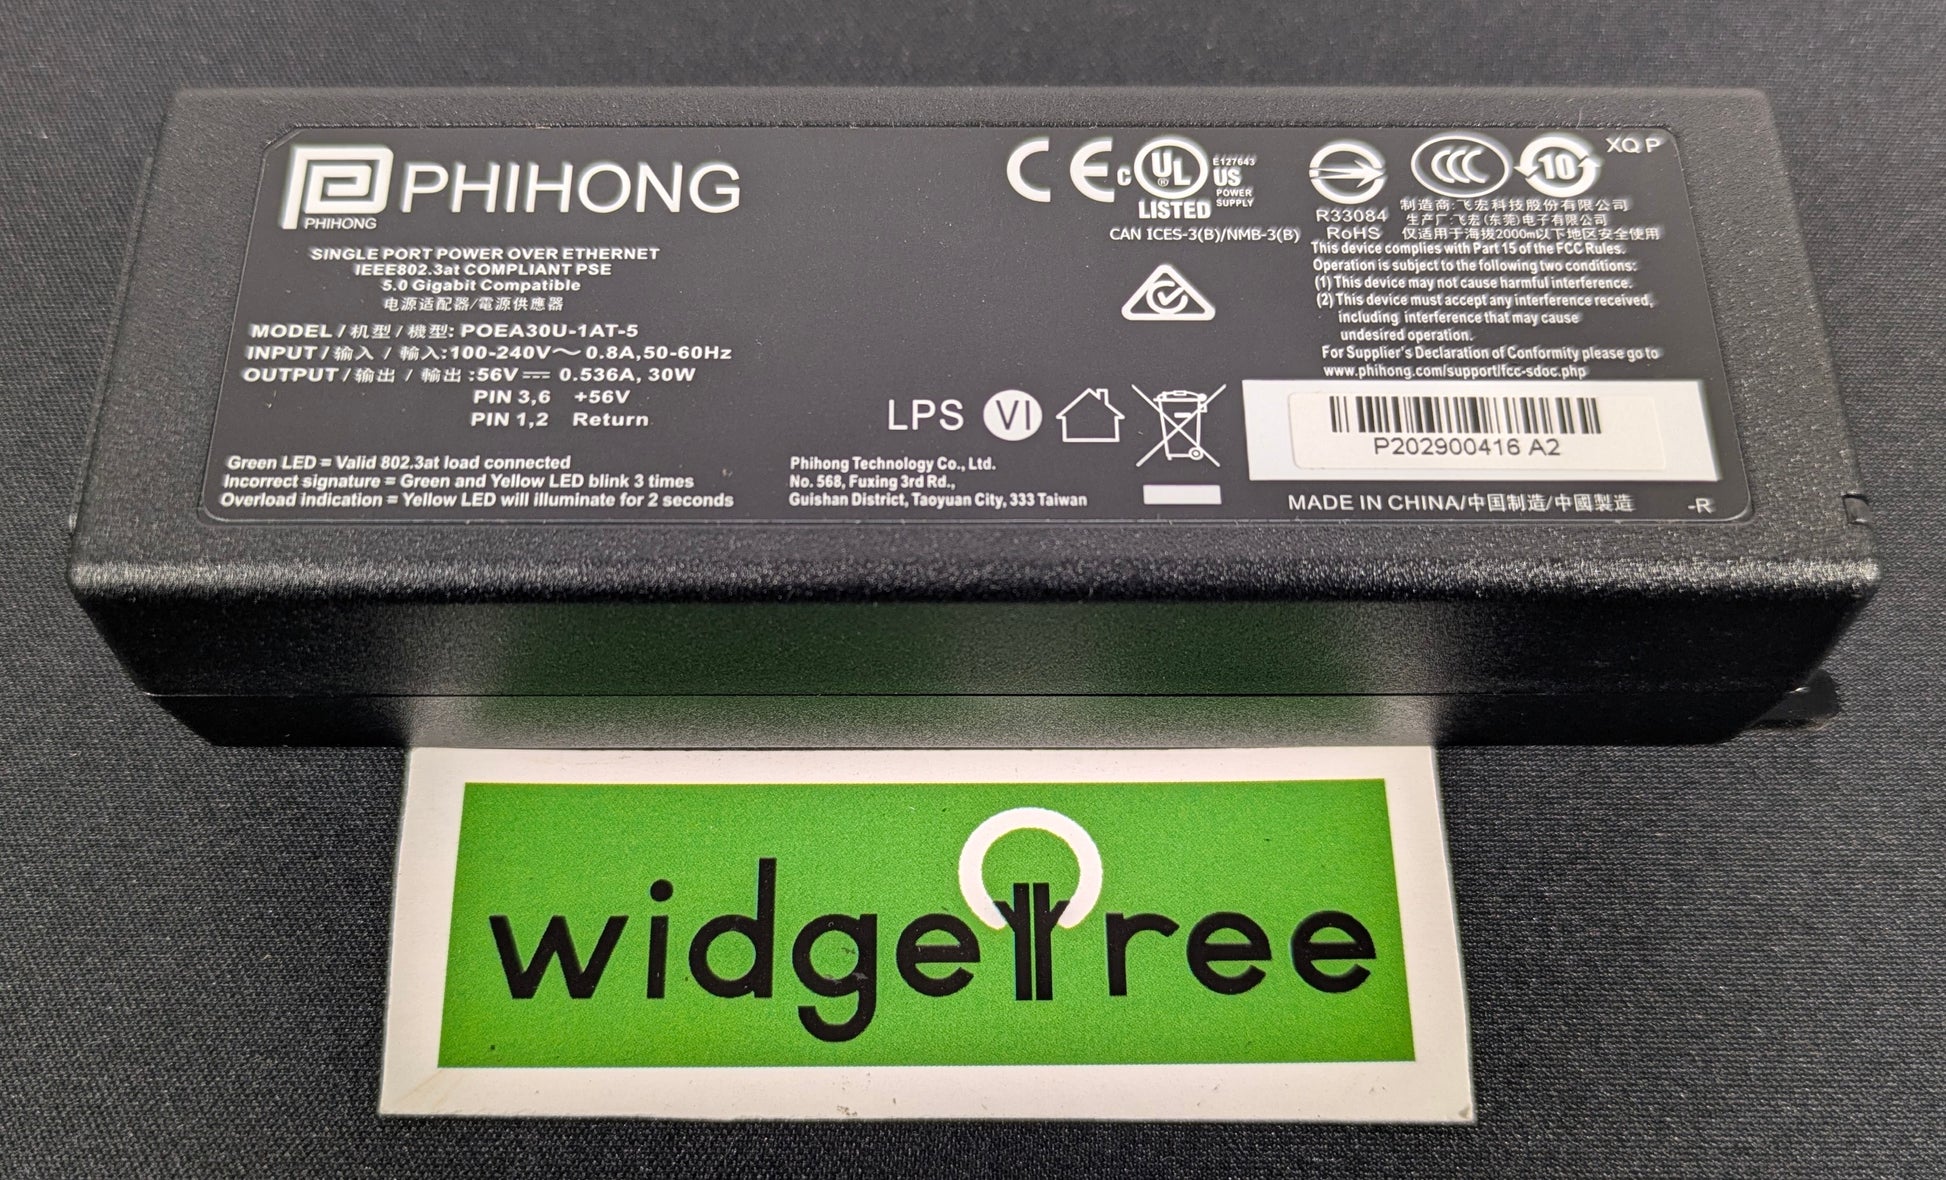 PHIHONG
PHIHONG
SINGLE PORT POWER OVER ETHERNET
IEEE802.3at COMPLIANT PSE
5.0 Gigabit Compatible
电源适配器/電源供應器
MODEL / 机型 / 機型: POEA30U-1AT-5
INPUT / 输入 / 輸入:100-240V～ 0.8A,50-60Hz
OUTPUT / 输出 / 輸出 :56V⎓ 0.536A, 30W
PIN 3,6 +56V
PIN 1,2 Return
Green LED = Valid 802.3at load connected
Incorrect signature = Green and Yellow LED blink 3 times
Overload indication = Yellow LED will illuminate for 2 seconds
CE
c UL ® US
E127643
POWER SUPPLY
LISTED
CAN ICES-3(B)/NMB-3(B)
R33084
RoHS
CCC
10
XQ P
制造商:飞宏科技股份有限公司
生产厂:飞宏(东莞)电子有限公司
仅适用于海拔2000m以下地区安全使用
This device complies with Part 15 of the FCC Rules.
Operation is subject to the following two conditions:
(1) This device may not cause harmful interference.
(2) This device must accept any interference received,
including interference that may cause
undesired operation.
For Supplier's Declaration of Conformity please go to
www.phihong.com/support/fcc-sdoc.php
LPS VI
Phihong Technology Co., Ltd.
No. 568, Fuxing 3rd Rd.,
Guishan District, Taoyuan City, 333 Taiwan
P202900416 A2
MADE IN CHINA/中国制造/中國製造
-R
widgetree